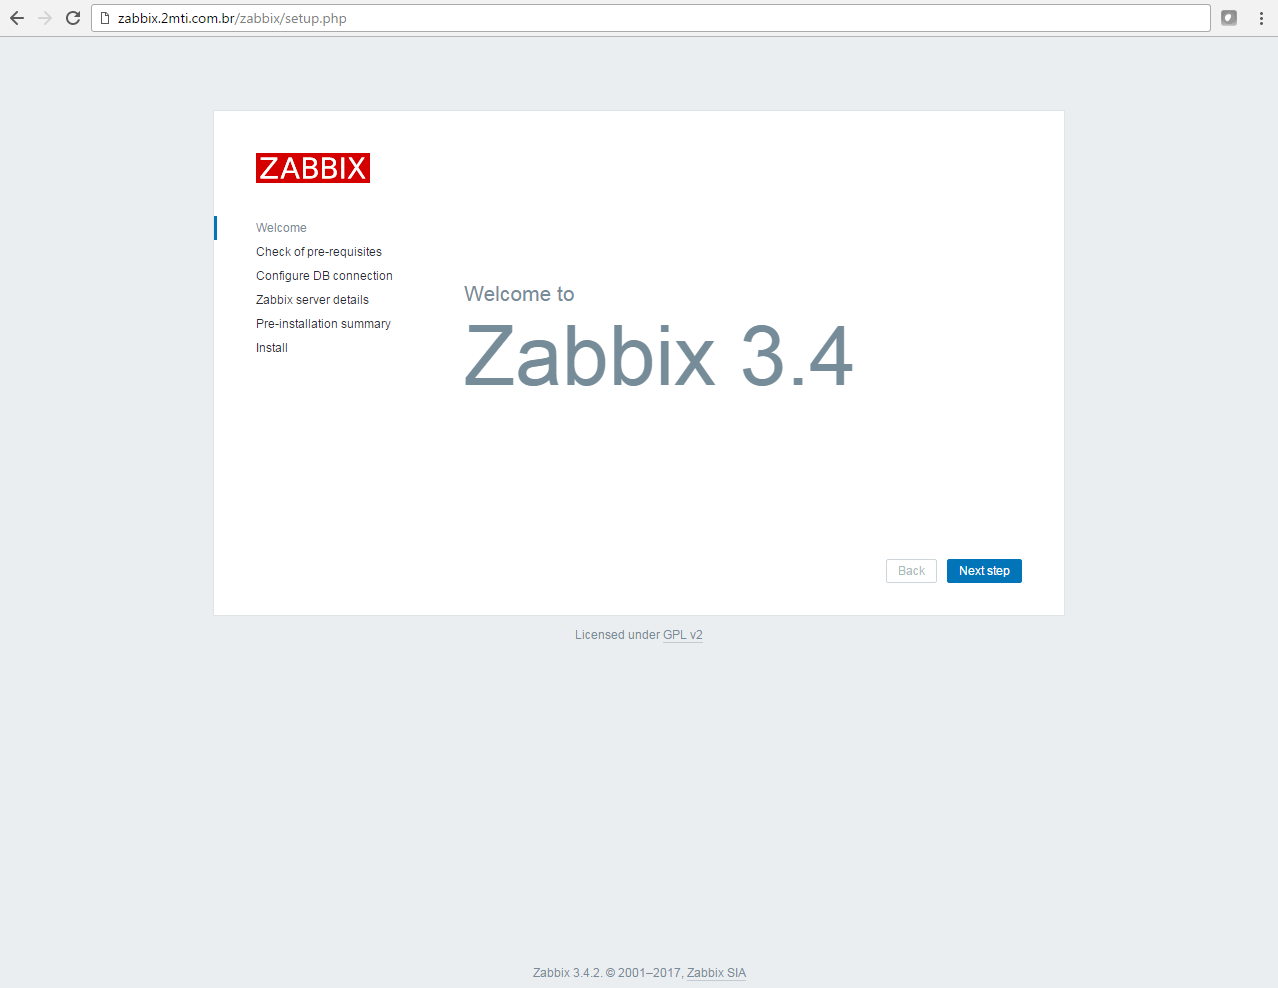 zabbix.2mti.com.br/zabbix/setup.php
ZABBIX
Welcome
Check of pre-requisites
Configure DB connection
Zabbix server details
Pre-installation summary
Install
Welcome to
Zabbix 3.4
Back
Next step
Licensed under GPL v2
Zabbix 3.4.2. © 2001–2017, Zabbix SIA